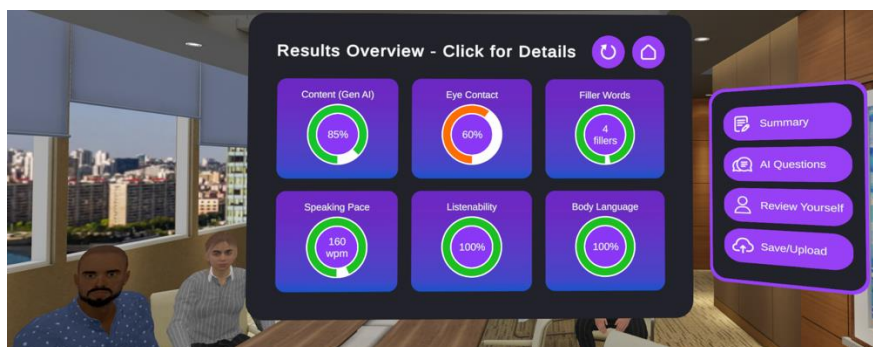 Results Overview - Click for Details
Content (Gen AI)
85%
Eye Contact
60%
Filler Words
4
fillers
Speaking Pace
160
wpm
Listenability
100%
Body Language
100%
Summary
AI Questions
Review Yourself
Save/Upload